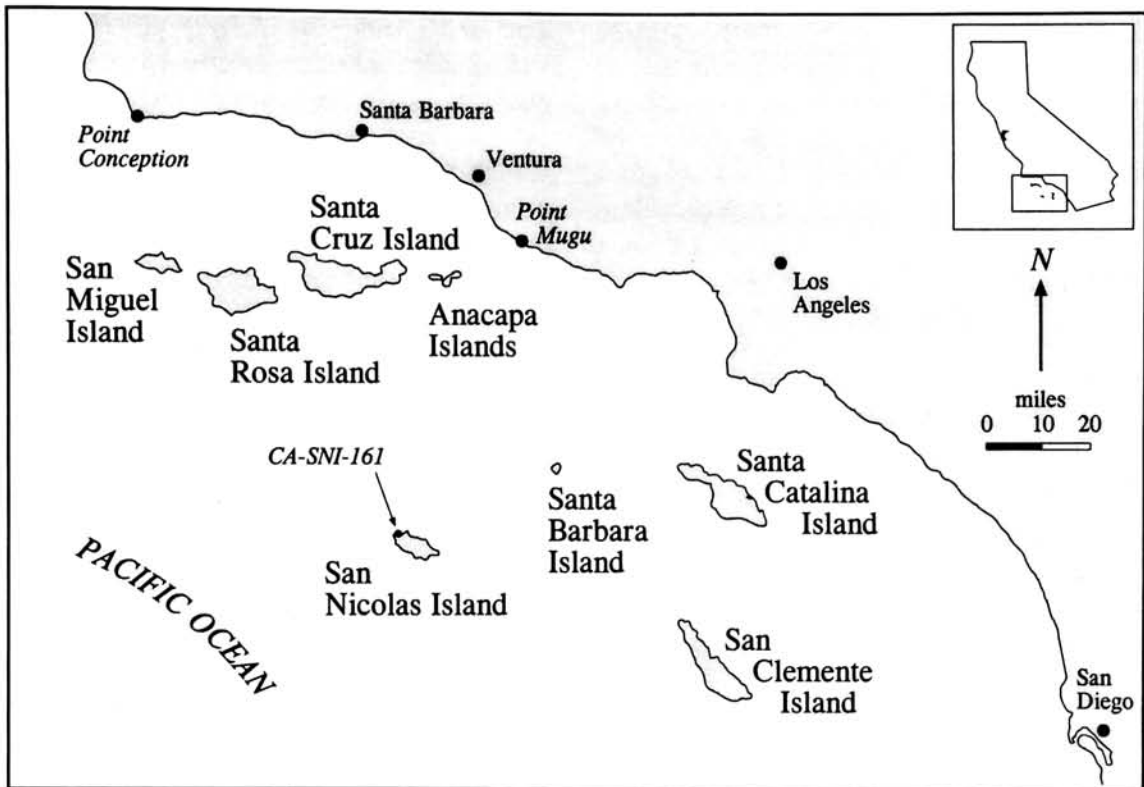 Point
Conception
Santa Barbara
Ventura
Point
Mugu
Los
Angeles
N
miles
0 10 20
San
Miguel
Island
Santa
Rosa Island
Santa
Cruz Island
Anacapa
Islands
CA-SNI-161
San
Nicolas Island
Santa
Barbara
Island
Santa
Catalina
Island
San
Clemente
Island
San
Diego
PACIFIC OCEAN